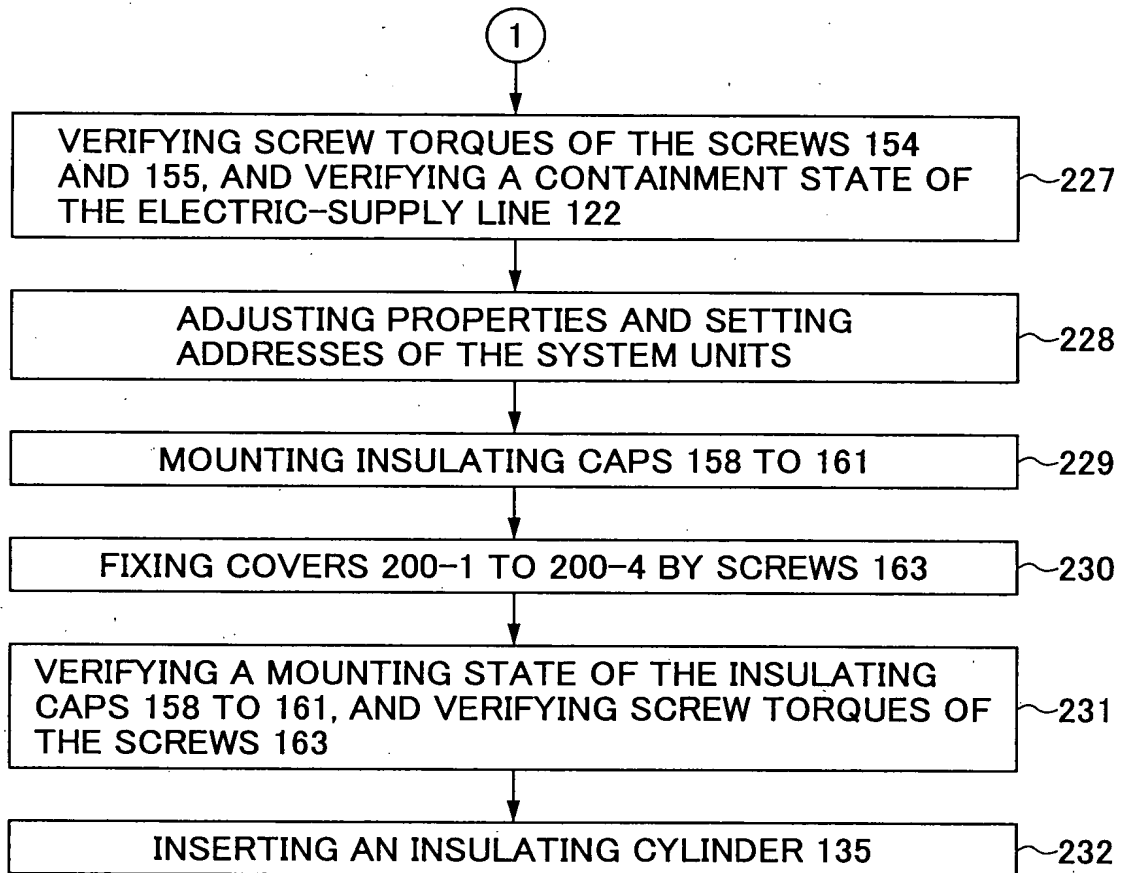 1
VERIFYING SCREW TORQUES OF THE SCREWS 154
AND 155, AND VERIFYING A CONTAINMENT STATE OF
THE ELECTRIC-SUPPLY LINE 122
227
ADJUSTING PROPERTIES AND SETTING
ADDRESSES OF THE SYSTEM UNITS
228
MOUNTING INSULATING CAPS 158 TO 161
229
FIXING COVERS 200-1 TO 200-4 BY SCREWS 163
230
VERIFYING A MOUNTING STATE OF THE INSULATING
CAPS 158 TO 161, AND VERIFYING SCREW TORQUES OF
THE SCREWS 163
231
INSERTING AN INSULATING CYLINDER 135
232